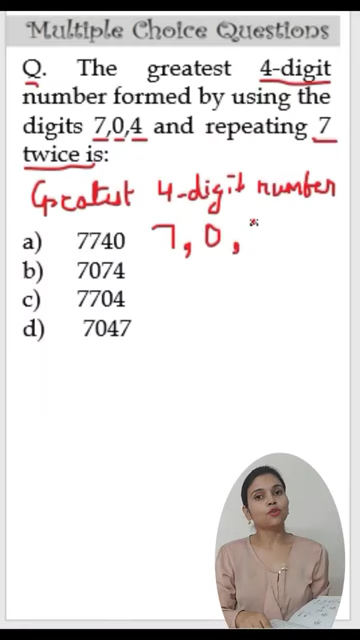 Multiple Choice Questions
Q. The greatest 4-digit
number formed by using the
digits 7,0,4 and repeating 7
twice is:
Greatest 4-digit number
7, 0,
a) 7740
b) 7074
c) 7704
d) 7047